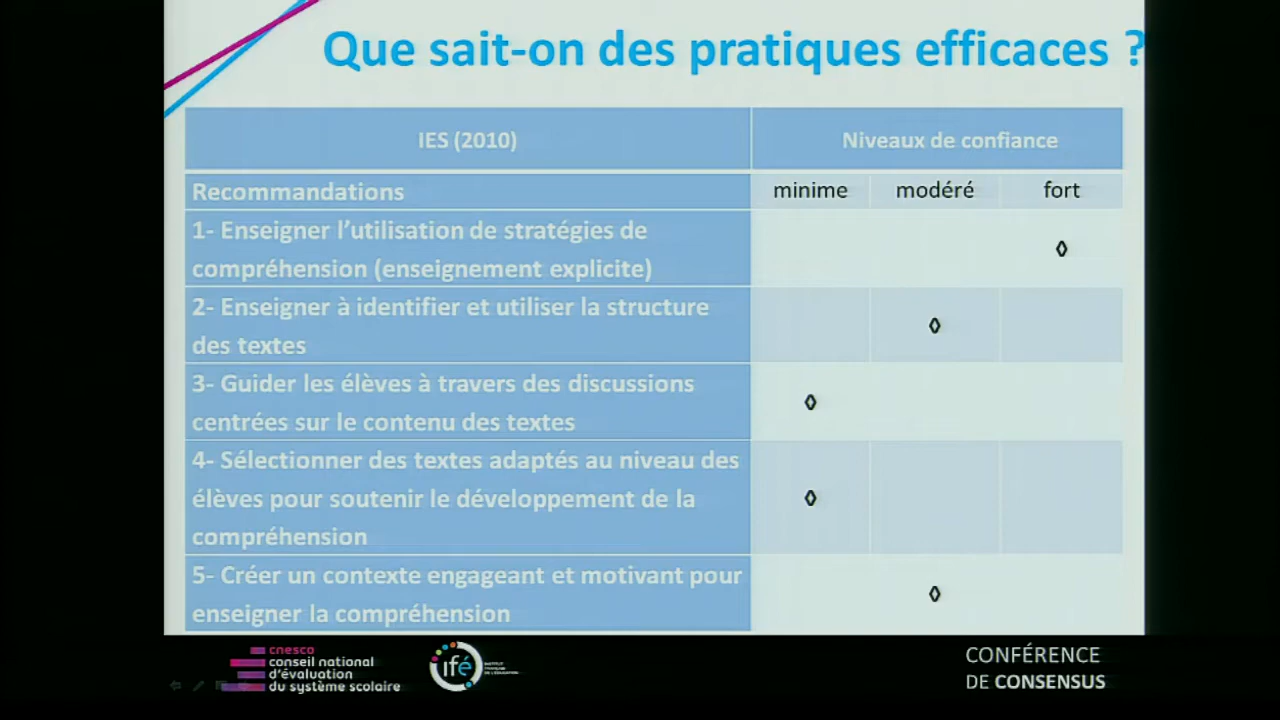 Que sait-on des pratiques efficaces ?
IES (2010)
Niveaux de confiance
Recommandations
minime
modéré
fort
1- Enseigner l'utilisation de stratégies de
compréhension (enseignement explicite)
2- Enseigner à identifier et utiliser la structure
des textes
3- Guider les élèves à travers des discussions
centrées sur le contenu des textes
4- Sélectionner des textes adaptés au niveau des
élèves pour soutenir le développement de la
compréhension
5- Créer un contexte engageant et motivant pour
enseigner la compréhension
cnesco
conseil national
d'évaluation
du système scolaire
ifé
INSTITUT
FRANÇAIS
DE L'ÉDUCATION
CONFÉRENCE
DE CONSENSUS